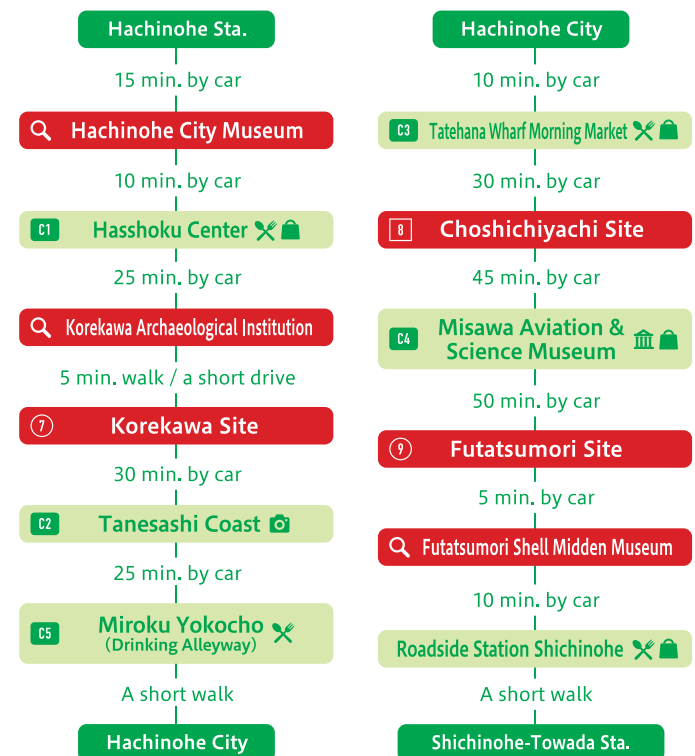 Hachinohe Sta.
15 min. by car
Hachinohe City Museum
10 min. by car
C1 Hasshoku Center
25 min. by car
Korekawa Archaeological Institution
5 min. walk / a short drive
7 Korekawa Site
30 min. by car
C2 Tanesashi Coast
25 min. by car
C5 Miroku Yokocho
(Drinking Alleyway)
A short walk
Hachinohe City
Hachinohe City
10 min. by car
C3 Tatehana Wharf Morning Market
30 min. by car
8 Choshichiyachi Site
45 min. by car
C4 Misawa Aviation &
Science Museum
50 min. by car
9 Futatsumori Site
5 min. by car
Futatsumori Shell Midden Museum
10 min. by car
Roadside Station Shichinohe
A short walk
Shichinohe-Towada Sta.